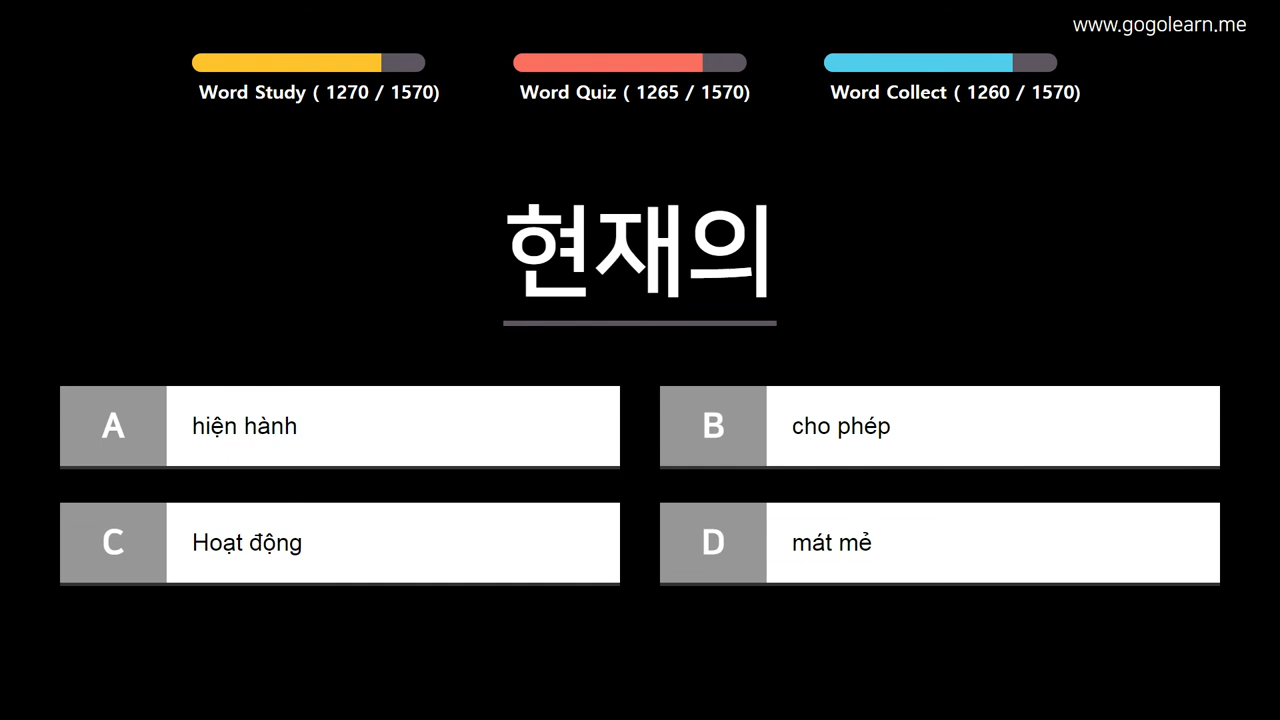 www.gogolearn.me
Word Study ( 1270 / 1570)
Word Quiz ( 1265 / 1570)
Word Collect ( 1260 / 1570)
현재의
A hiện hành
B cho phép
C Hoạt động
D mát mẻ